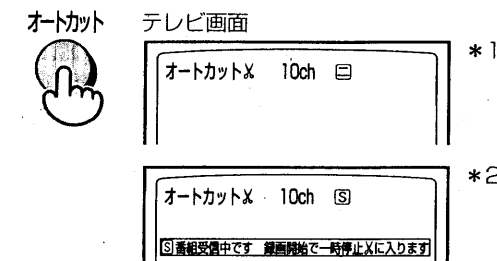 オートカット テレビ画面
オートカット✂ 10ch 二 *1
オートカット✂ 10ch S *2
S番組受信中です 録画開始で一時停止✂に入ります